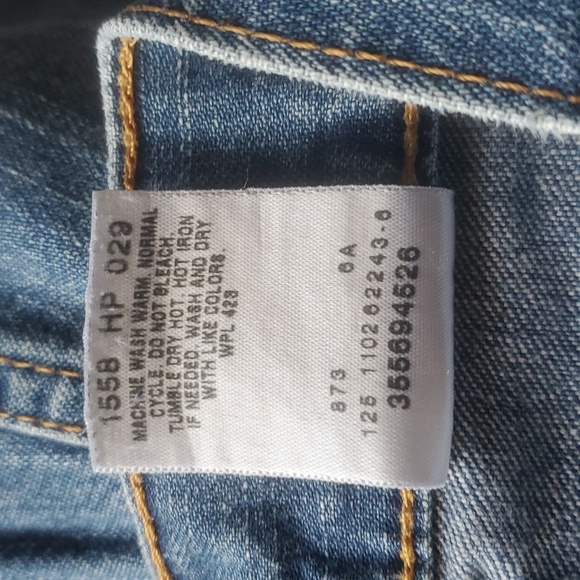 1558 HP 029
MACHINE WASH WARM, NORMAL
CYCLE. DO NOT BLEACH.
TUMBLE DRY HOT. HOT IRON
IF NEEDED. WASH AND DRY
WITH LIKE COLORS.
WPL 423
873 6A
125 110262243-6
355694526